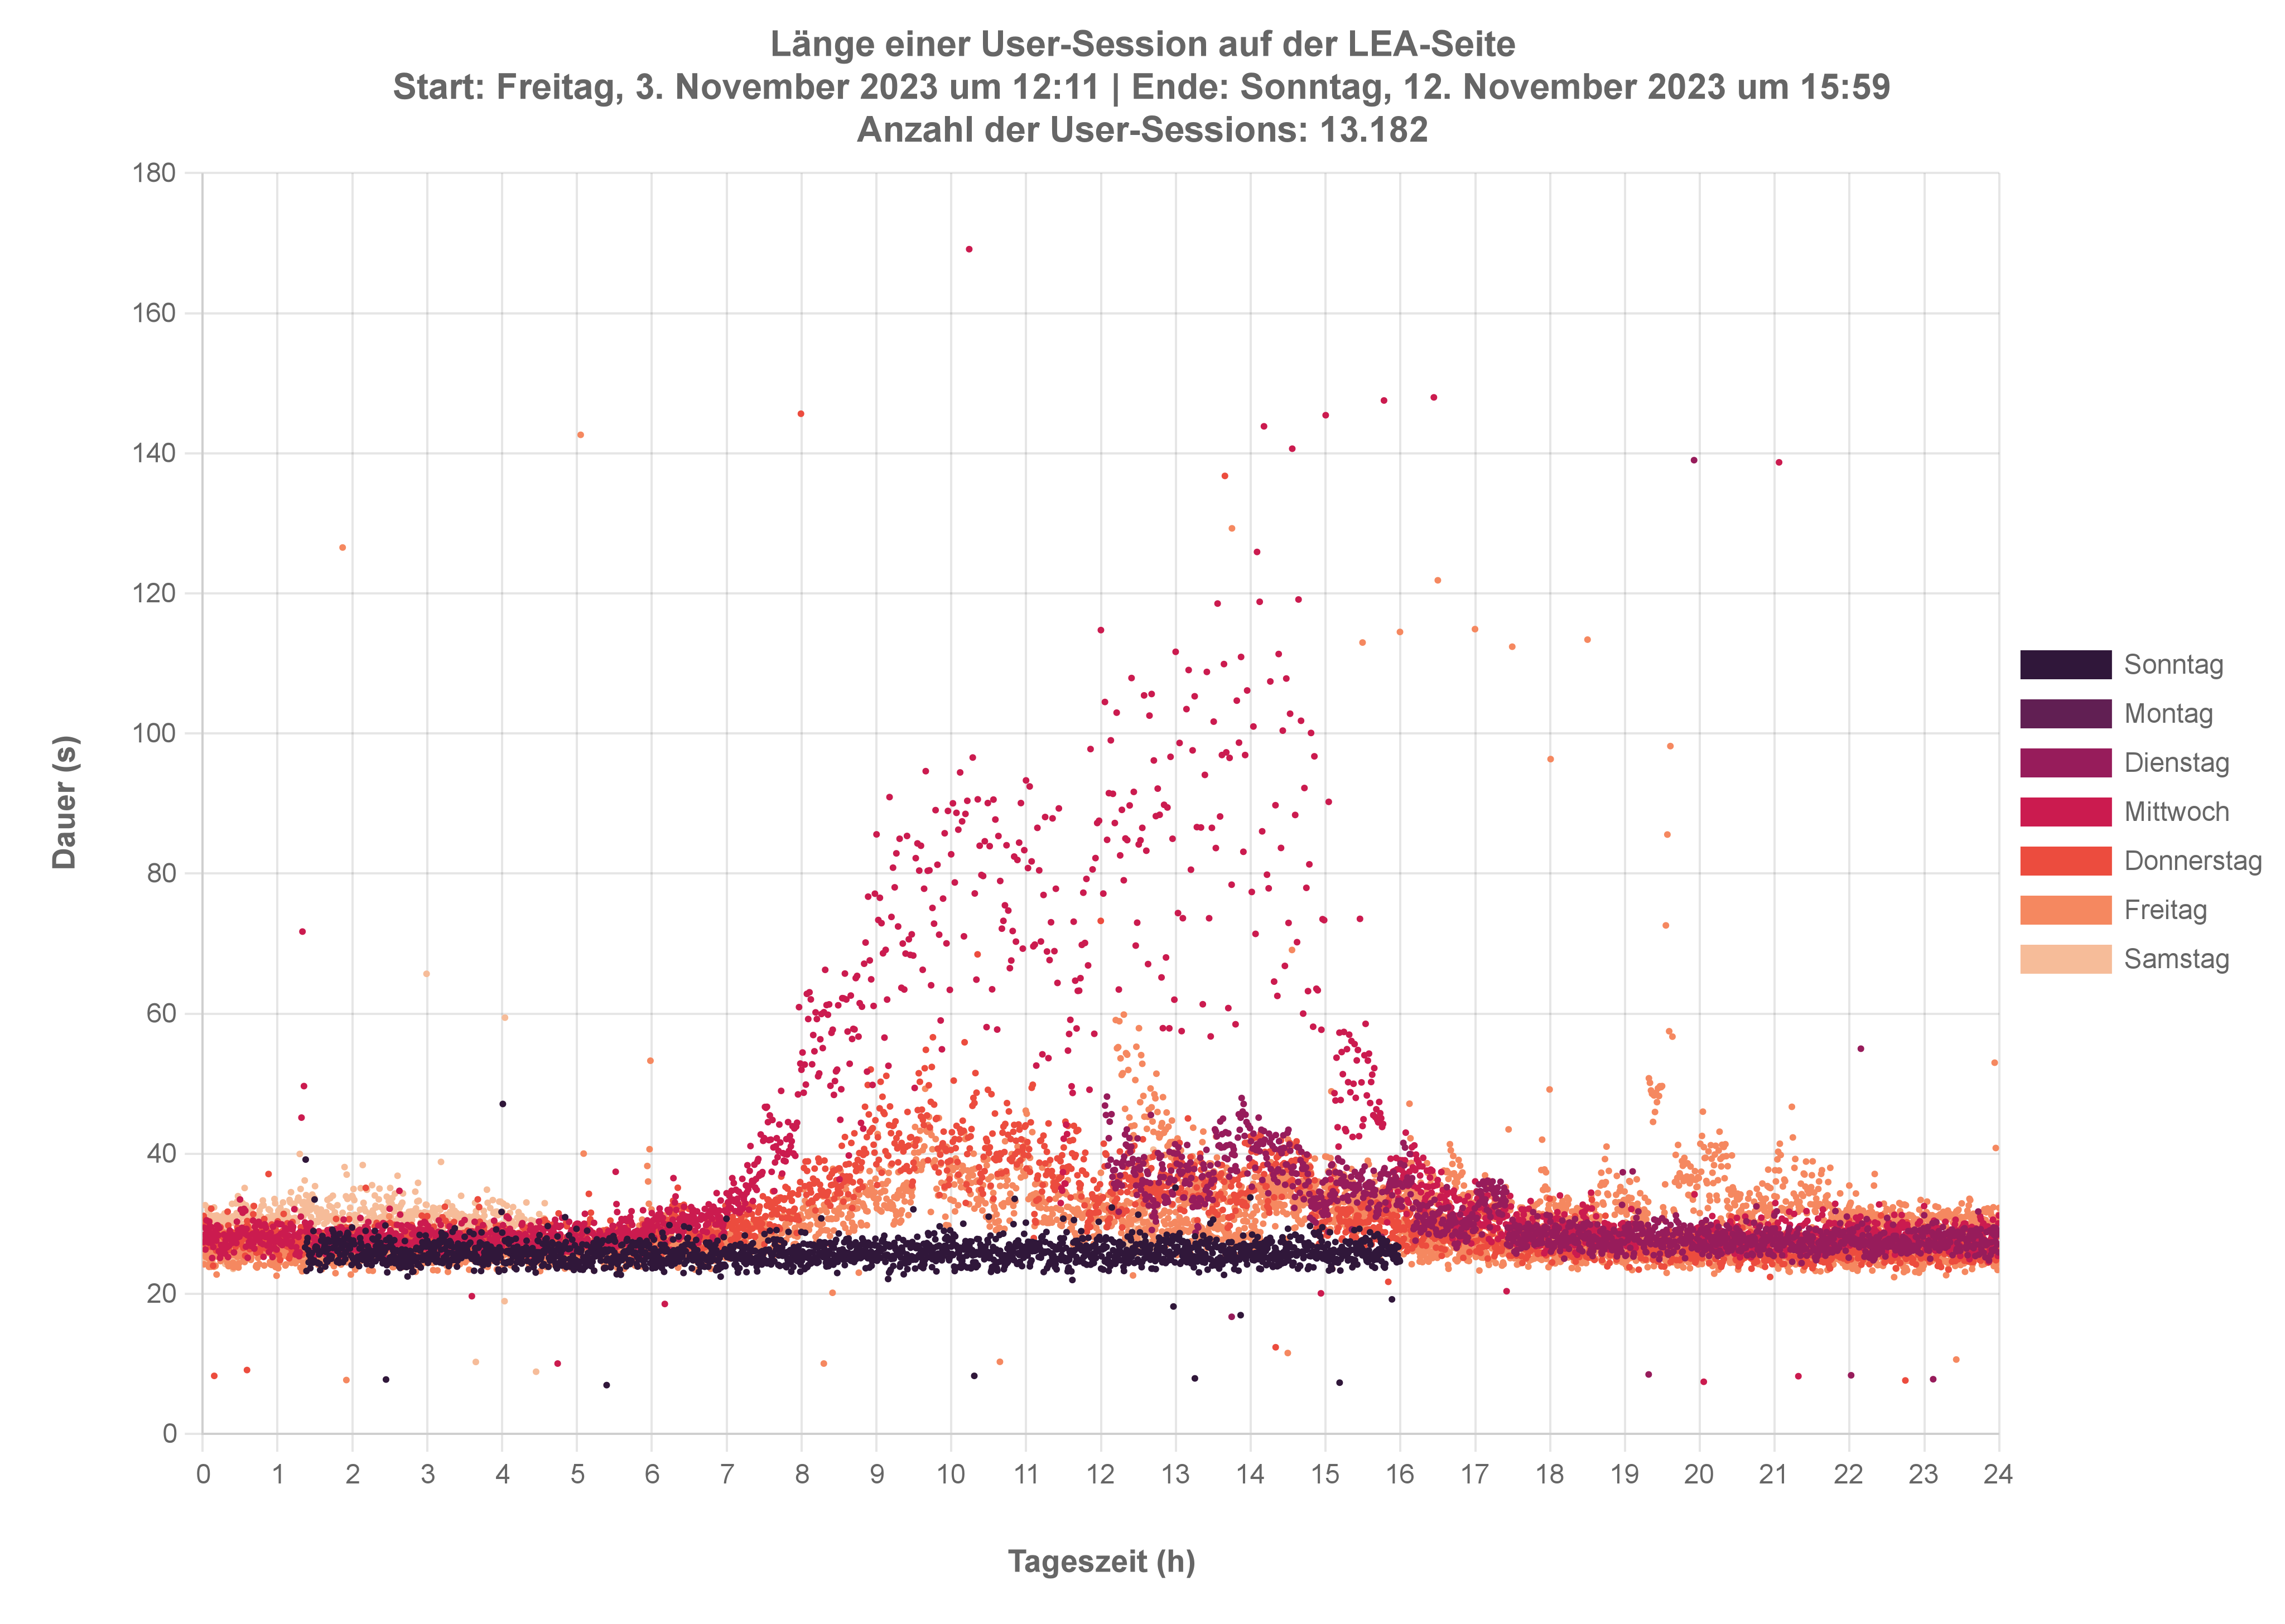 Länge einer User-Session auf der LEA-Seite
Start: Freitag, 3. November 2023 um 12:11 | Ende: Sonntag, 12. November 2023 um 15:59
Anzahl der User-Sessions: 13.182
180
160
140
120
100
80
60
40
20
0
Dauer (s)
0 1 2 3 4 5 6 7 8 9 10 11 12 13 14 15 16 17 18 19 20 21 22 23 24
Tageszeit (h)
Sonntag
Montag
Dienstag
Mittwoch
Donnerstag
Freitag
Samstag